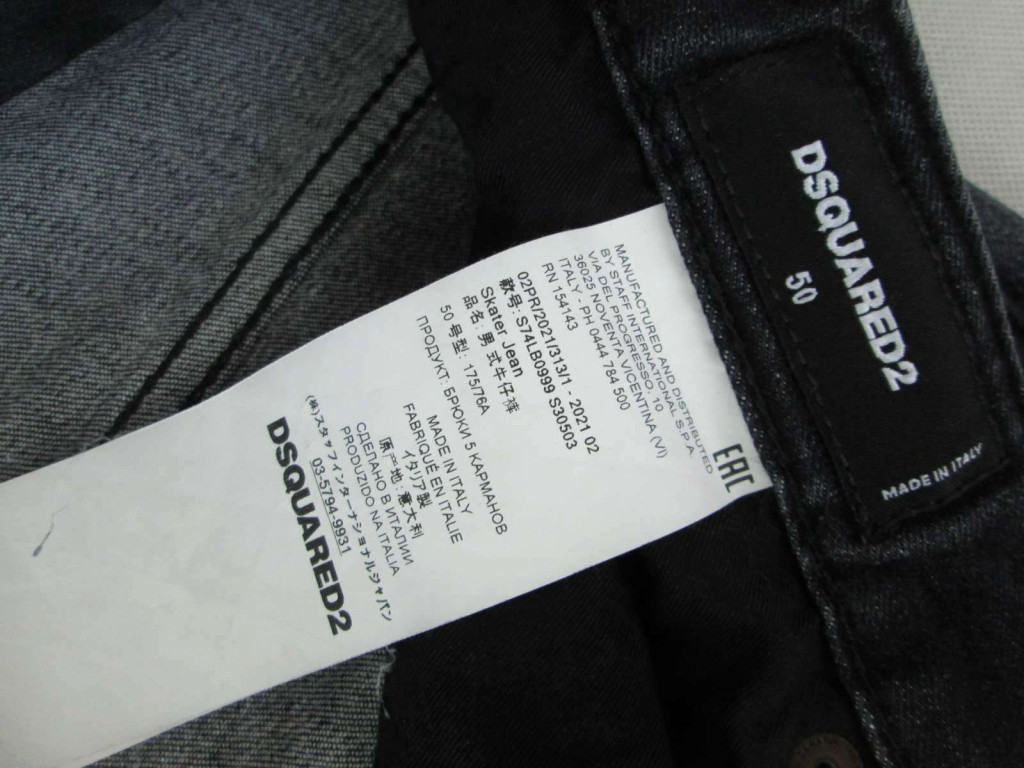 DSQUARED2
50
MADE IN ITALY
EAC
MANUFACTURED AND DISTRIBUTED
BY STAFF INTERNATIONAL S.P.A.
VIA DEL PROGRESSO, 10
36025 NOVENTA VICENTINA (VI)
ITALY - PH 0444 784 500
RN 154143
02PR/2021/313/1 - 2021 02
款号: S74LB0999 S30503
Skater Jean
品名: 男 式牛仔裤
50 号型: 175/78A
ПРОДУКТ: БРЮКИ 5 КАРМАНОВ
MADE IN ITALY
FABRIQUÉ EN ITALIE
イタリア製
原产地: 意大利
СДЕЛАНО В ИТАЛИИ
PRODUZIDO NA ITALIA
(株)スタッフインターナショナルジャパン
03-5794-9931
DSQUARED2